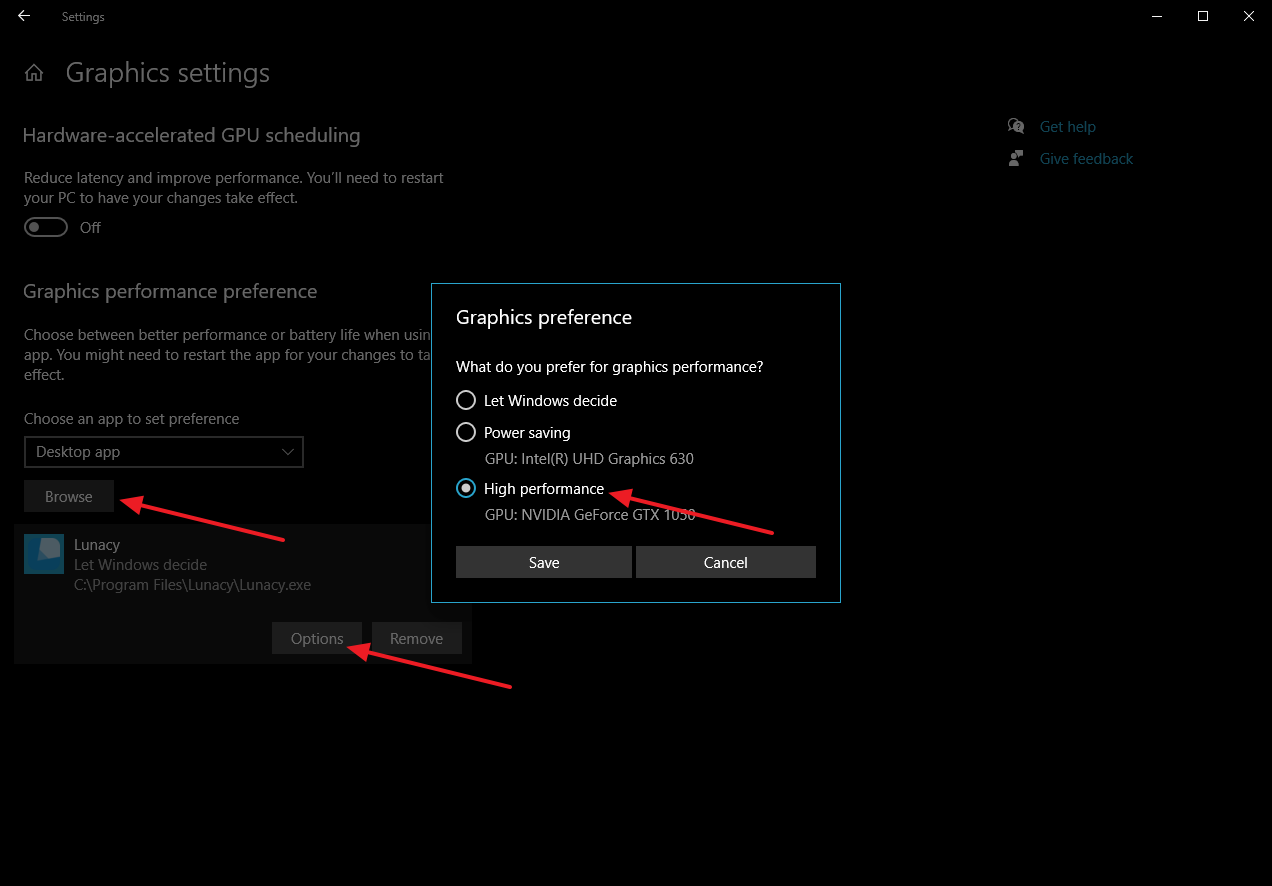 Settings
Graphics settings
Hardware-accelerated GPU scheduling
Reduce latency and improve performance. You'll need to restart
your PC to have your changes take effect.
Off
Get help
Give feedback
Graphics performance preference
Choose between better performance or battery life when usin
app. You might need to restart the app for your changes to ta
effect.
Choose an app to set preference
Desktop app
Browse
Lunacy
Let Windows decide
C:\Program Files\Lunacy\Lunacy.exe
Options
Remove
Graphics preference
What do you prefer for graphics performance?
Let Windows decide
Power saving
GPU: Intel(R) UHD Graphics 630
High performance
GPU: NVIDIA GeForce GTX 1050
Save
Cancel